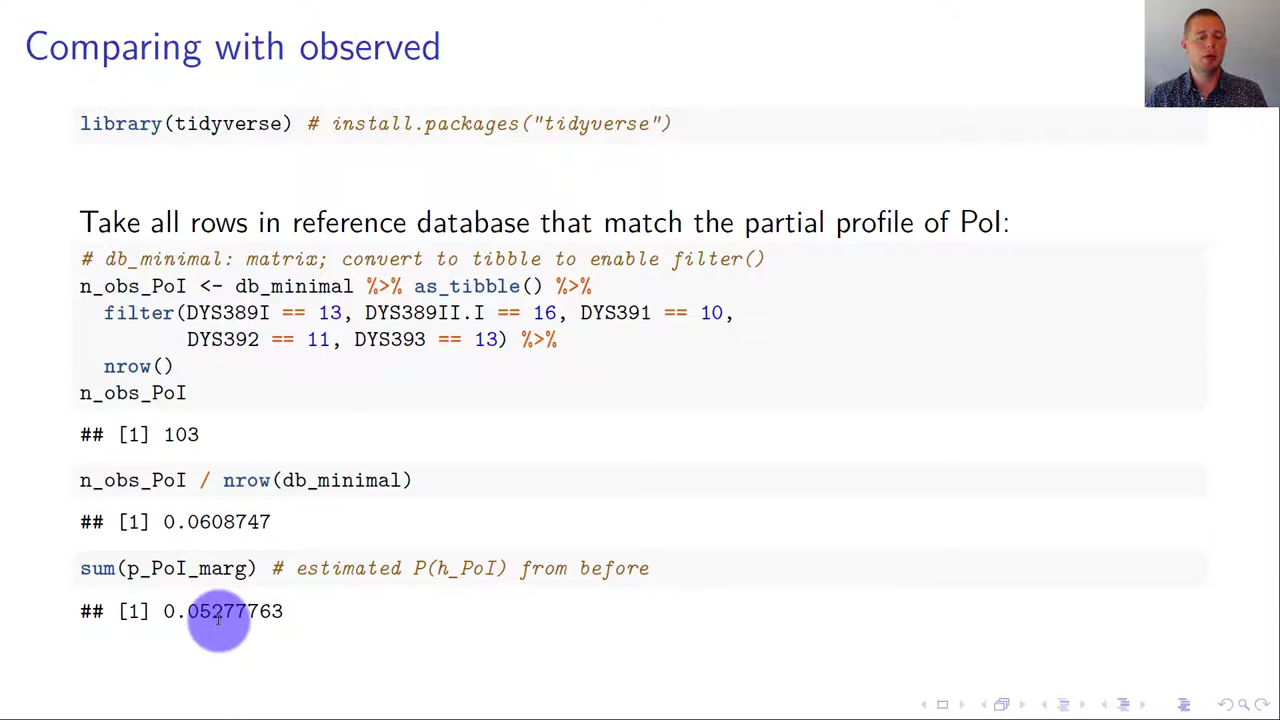 Comparing with observed
library(tidyverse) # install.packages("tidyverse")
Take all rows in reference database that match the partial profile of PoI:
# db_minimal: matrix; convert to tibble to enable filter()
n_obs_PoI <- db_minimal %>% as_tibble() %>%
  filter(DYS389I == 13, DYS389II.I == 16, DYS391 == 10,
         DYS392 == 11, DYS393 == 13) %>%
  nrow()
n_obs_PoI
## [1] 103
n_obs_PoI / nrow(db_minimal)
## [1] 0.0608747
sum(p_PoI_marg) # estimated P(h_PoI) from before
## [1] 0.05277763